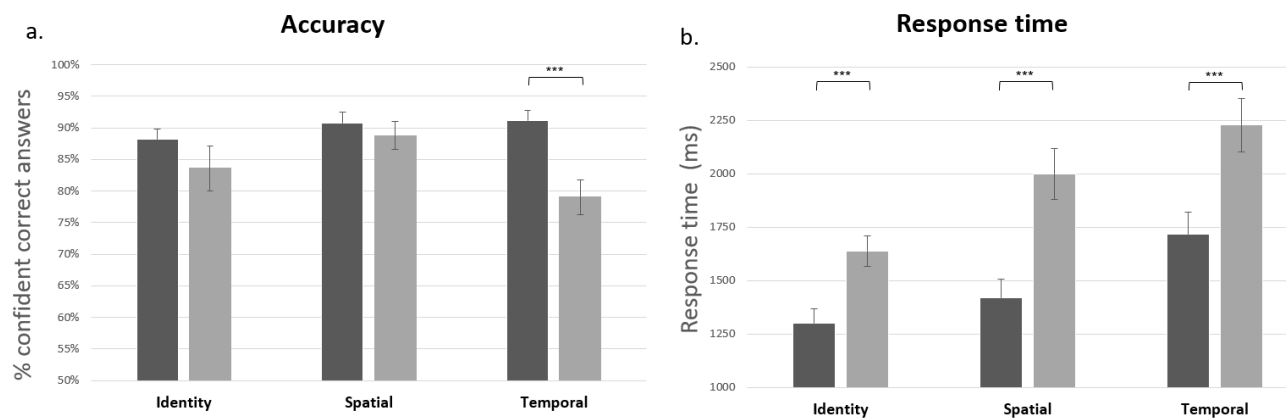 a.
Accuracy
% confident correct answers
100%
95%
90%
85%
80%
75%
70%
65%
60%
55%
50%
***
Identity
Spatial
Temporal
b.
Response time
Response time (ms)
2500
2250
2000
1750
1500
1250
1000
***
***
***
Identity
Spatial
Temporal